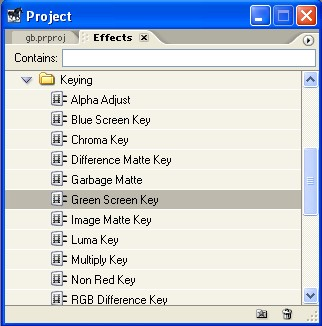 Project
gb.prproj Effects
Contains:
Keying
Alpha Adjust
Blue Screen Key
Chroma Key
Difference Matte Key
Garbage Matte
Green Screen Key
Image Matte Key
Luma Key
Multiply Key
Non Red Key
RGB Difference Key